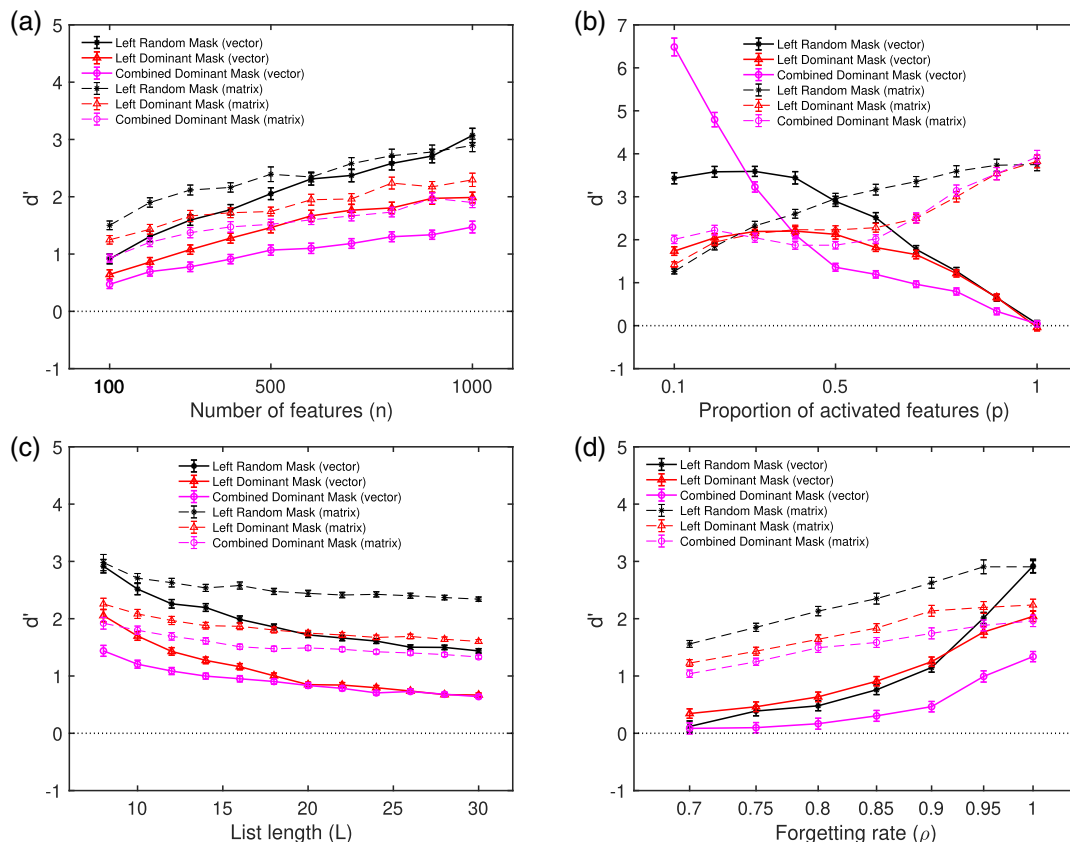 (a)
5
4
3
2
1
0
-1
d'
Left Random Mask (vector)
Left Dominant Mask (vector)
Combined Dominant Mask (vector)
Left Random Mask (matrix)
Left Dominant Mask (matrix)
Combined Dominant Mask (matrix)
100 500 1000
Number of features (n)
(b)
7
6
5
4
3
2
1
0
-1
d'
Left Random Mask (vector)
Left Dominant Mask (vector)
Combined Dominant Mask (vector)
Left Random Mask (matrix)
Left Dominant Mask (matrix)
Combined Dominant Mask (matrix)
0.1 0.5 1
Proportion of activated features (p)
(c)
5
4
3
2
1
0
-1
d'
Left Random Mask (vector)
Left Dominant Mask (vector)
Combined Dominant Mask (vector)
Left Random Mask (matrix)
Left Dominant Mask (matrix)
Combined Dominant Mask (matrix)
10 15 20 25 30
List length (L)
(d)
5
4
3
2
1
0
-1
d'
Left Random Mask (vector)
Left Dominant Mask (vector)
Combined Dominant Mask (vector)
Left Random Mask (matrix)
Left Dominant Mask (matrix)
Combined Dominant Mask (matrix)
0.7 0.75 0.8 0.85 0.9 0.95 1
Forgetting rate (ρ)